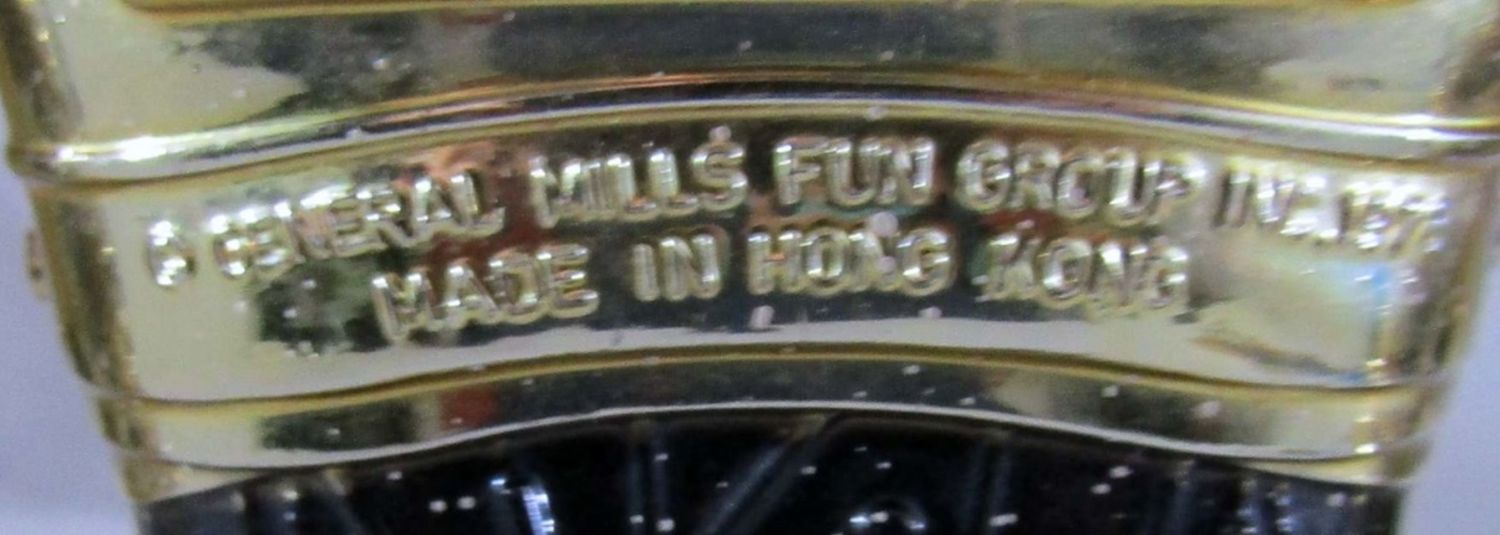 © GENERAL MILLS FUN GROUP INC.
MADE IN HONG KONG